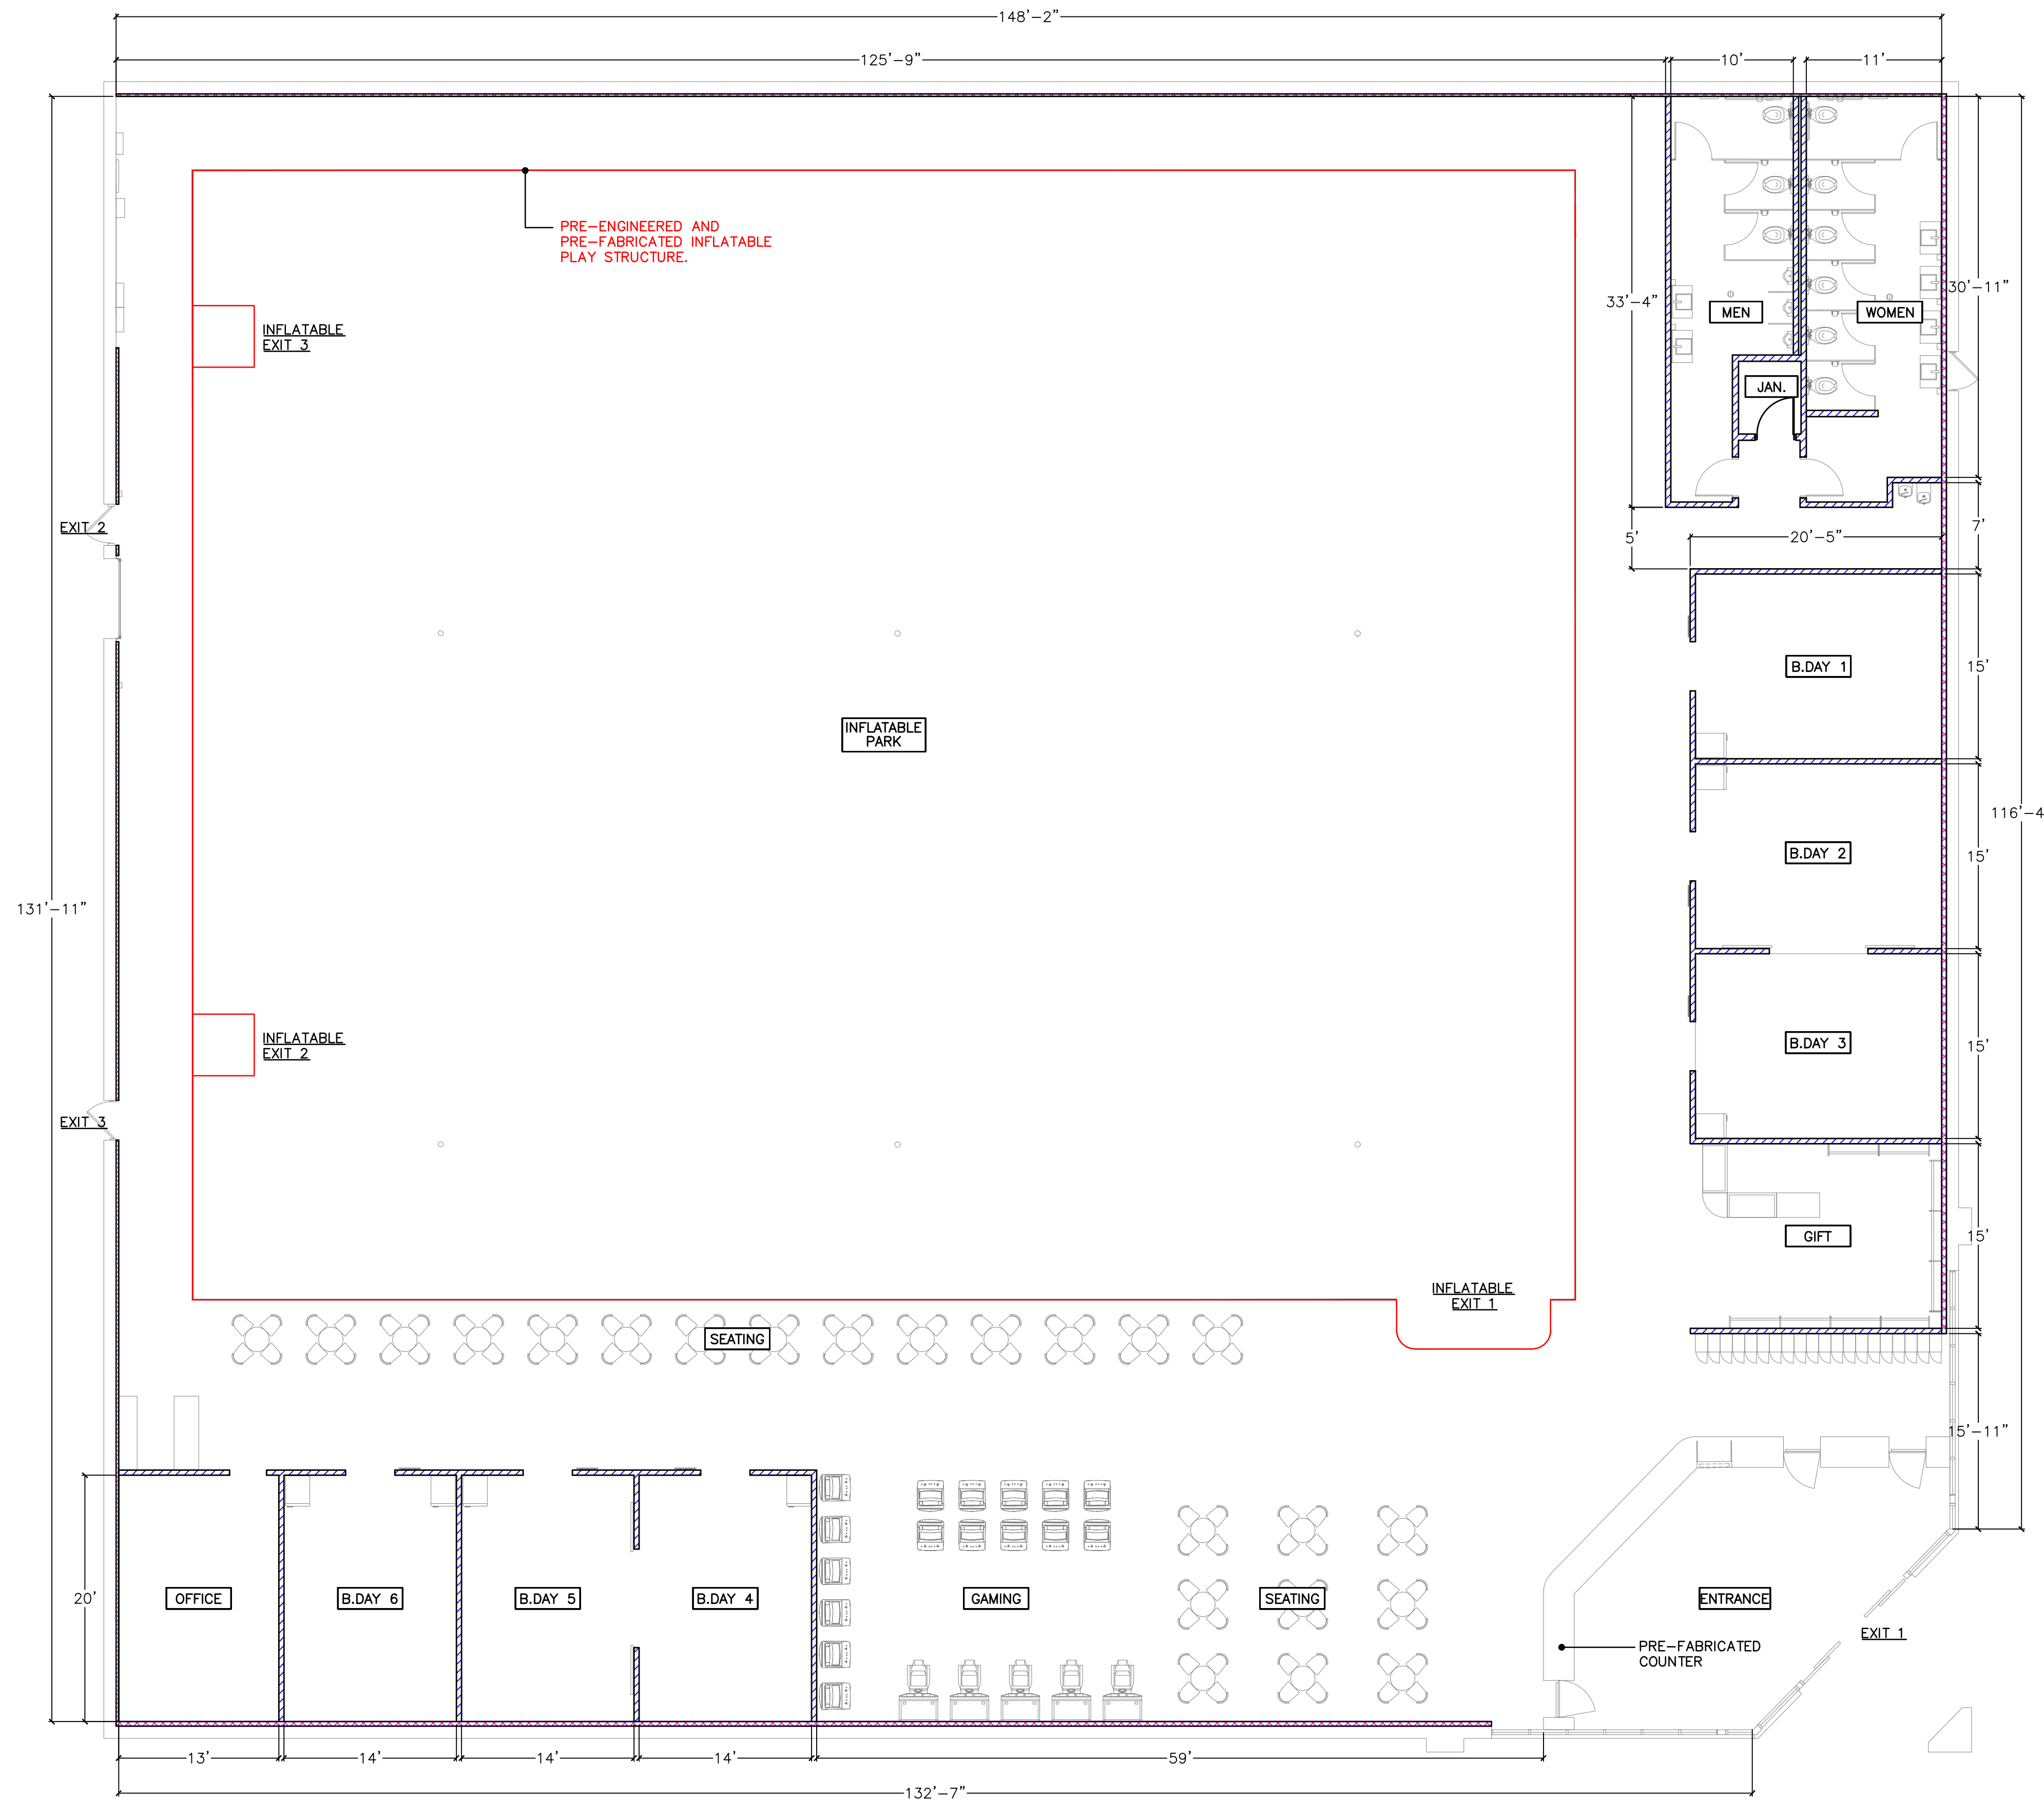 148'-2"
125'-9"
10'
11'
PRE-ENGINEERED AND
PRE-FABRICATED INFLATABLE
PLAY STRUCTURE.
33'-4"
30'-11"
MEN
WOMEN
INFLATABLE
EXIT 3
JAN.
EXIT 2
5'
20'-5"
7'
B.DAY 1
15'
INFLATABLE
PARK
116'-4
B.DAY 2
15'
131'-11"
INFLATABLE
EXIT 2
B.DAY 3
15'
EXIT 3
GIFT
15'
INFLATABLE
EXIT 1
SEATING
15'-11"
20'
OFFICE
B.DAY 6
B.DAY 5
B.DAY 4
GAMING
SEATING
ENTRANCE
EXIT 1
PRE-FABRICATED
COUNTER
13'
14'
14'
14'
59'
132'-7"